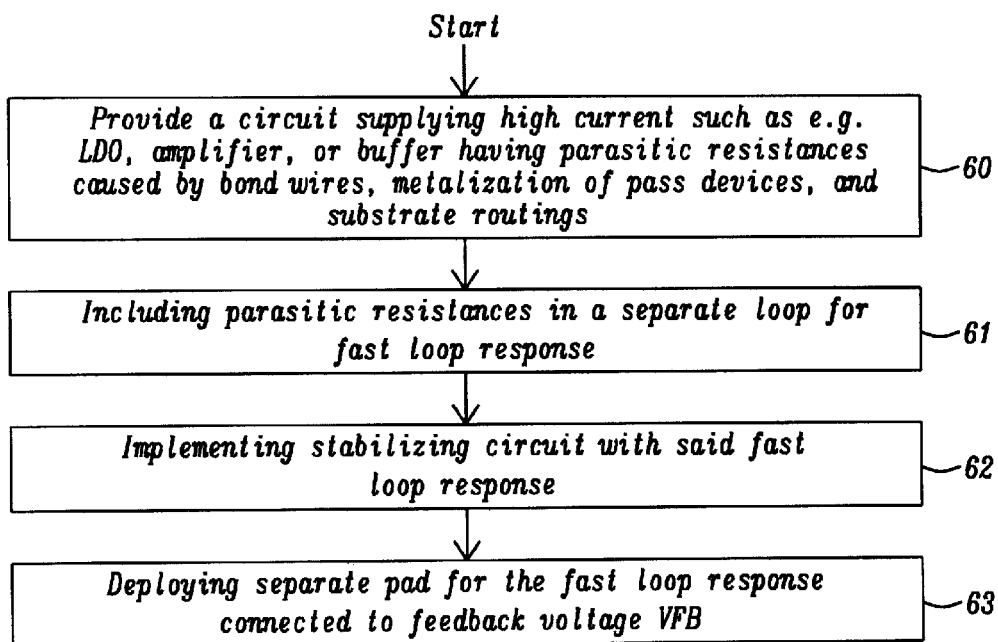 Start
Provide a circuit supplying high current such as e.g.
LDO, amplifier, or buffer having parasitic resistances
caused by bond wires, metalization of pass devices, and
substrate routings
60
Including parasitic resistances in a separate loop for
fast loop response
61
Implementing stabilizing circuit with said fast
loop response
62
Deploying separate pad for the fast loop response
connected to feedback voltage VFB
63